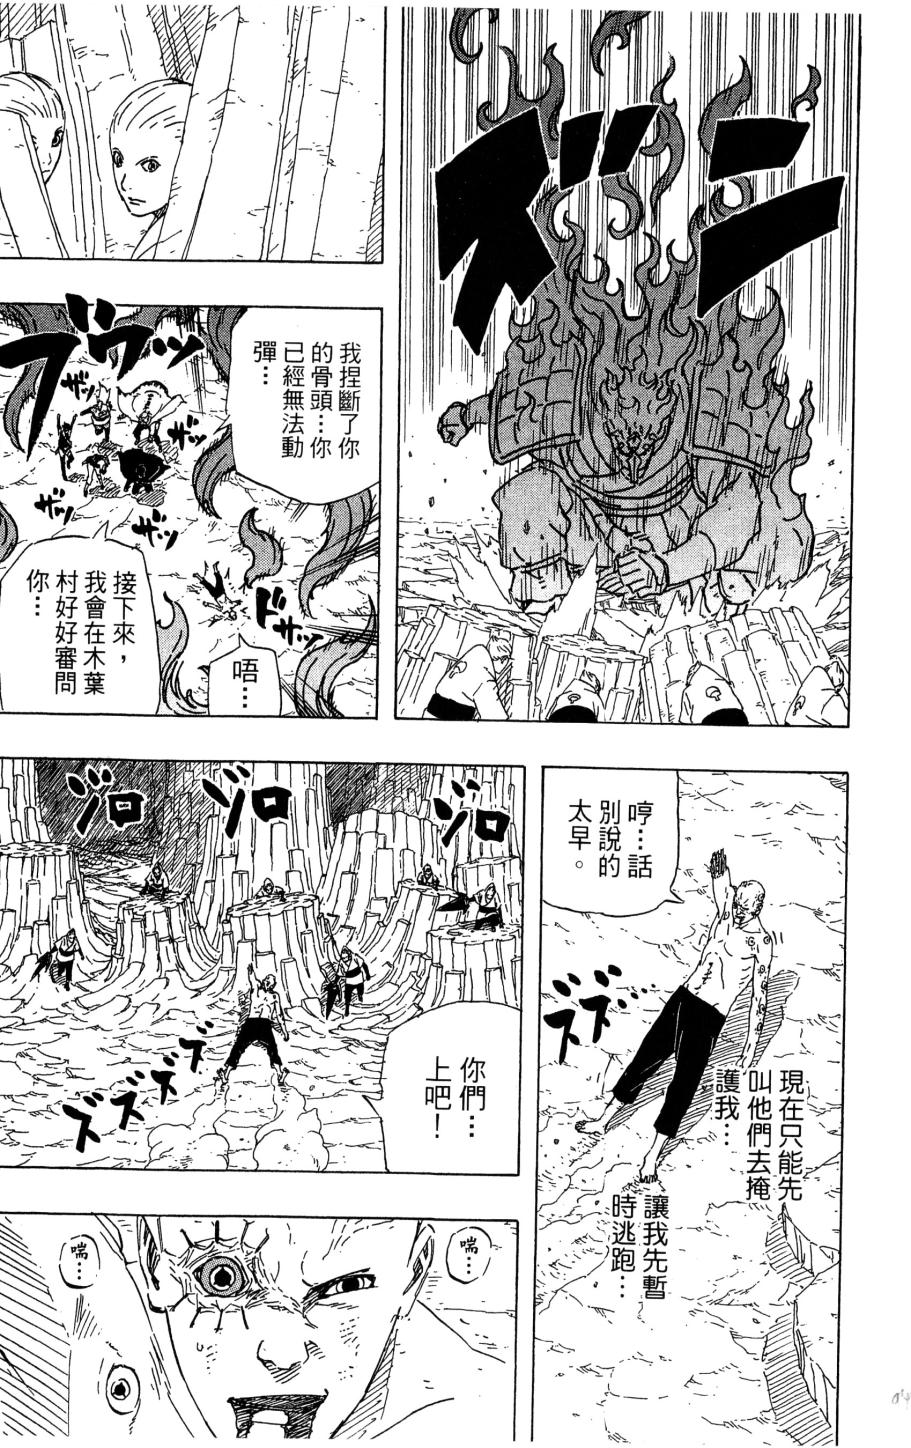 ズン
ブワッ
我捏斷了你
的骨頭…你
已經無法動
彈…
ザッ
ザッ
ザッ
ザッ
ドサッ
唔…
接下來，
我會在木葉
村好好審問
你…
哼…話
別說的
太早。
ズズ…
現在只能先
叫他們去掩
護我…
讓我先暫
時逃跑…
ゾロ
ゾロ
ゾロ
你們…
上吧！
ズズズ
喘…
喘…